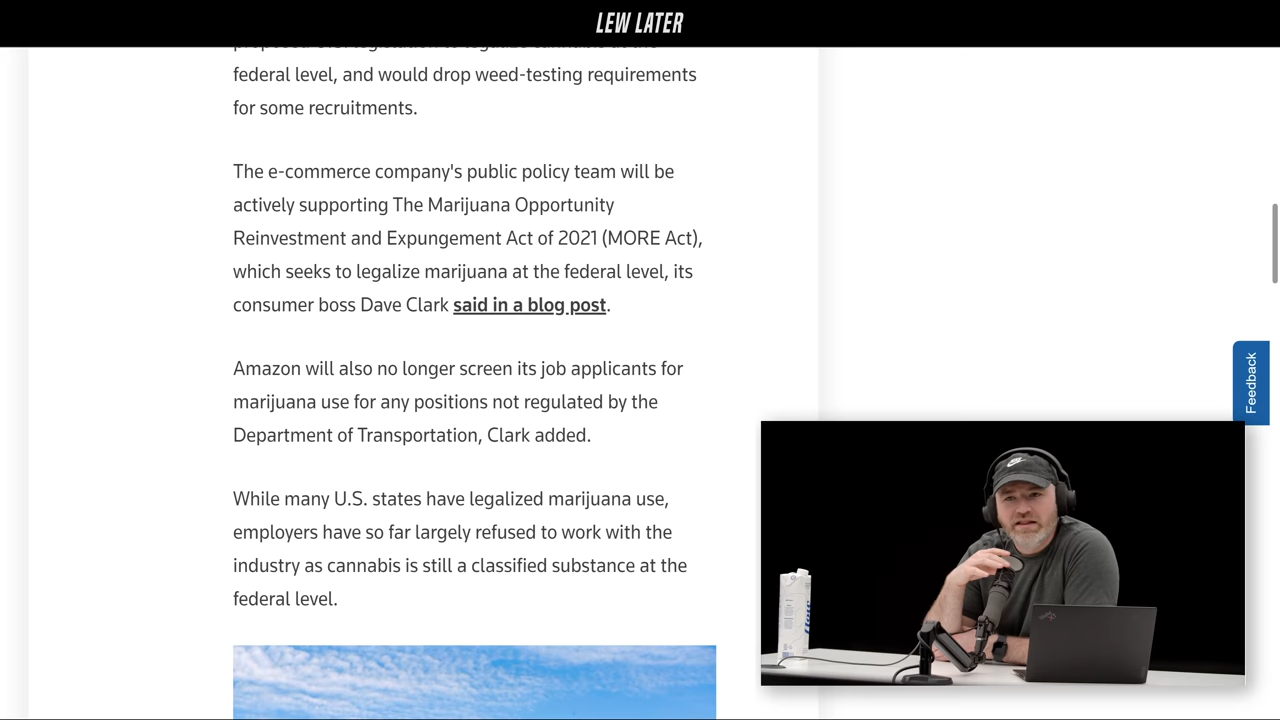 LEW LATER
federal level, and would drop weed-testing requirements
for some recruitments.
The e-commerce company's public policy team will be
actively supporting The Marijuana Opportunity
Reinvestment and Expungement Act of 2021 (MORE Act),
which seeks to legalize marijuana at the federal level, its
consumer boss Dave Clark said in a blog post.
Amazon will also no longer screen its job applicants for
marijuana use for any positions not regulated by the
Department of Transportation, Clark added.
While many U.S. states have legalized marijuana use,
employers have so far largely refused to work with the
industry as cannabis is still a classified substance at the
federal level.
Feedback